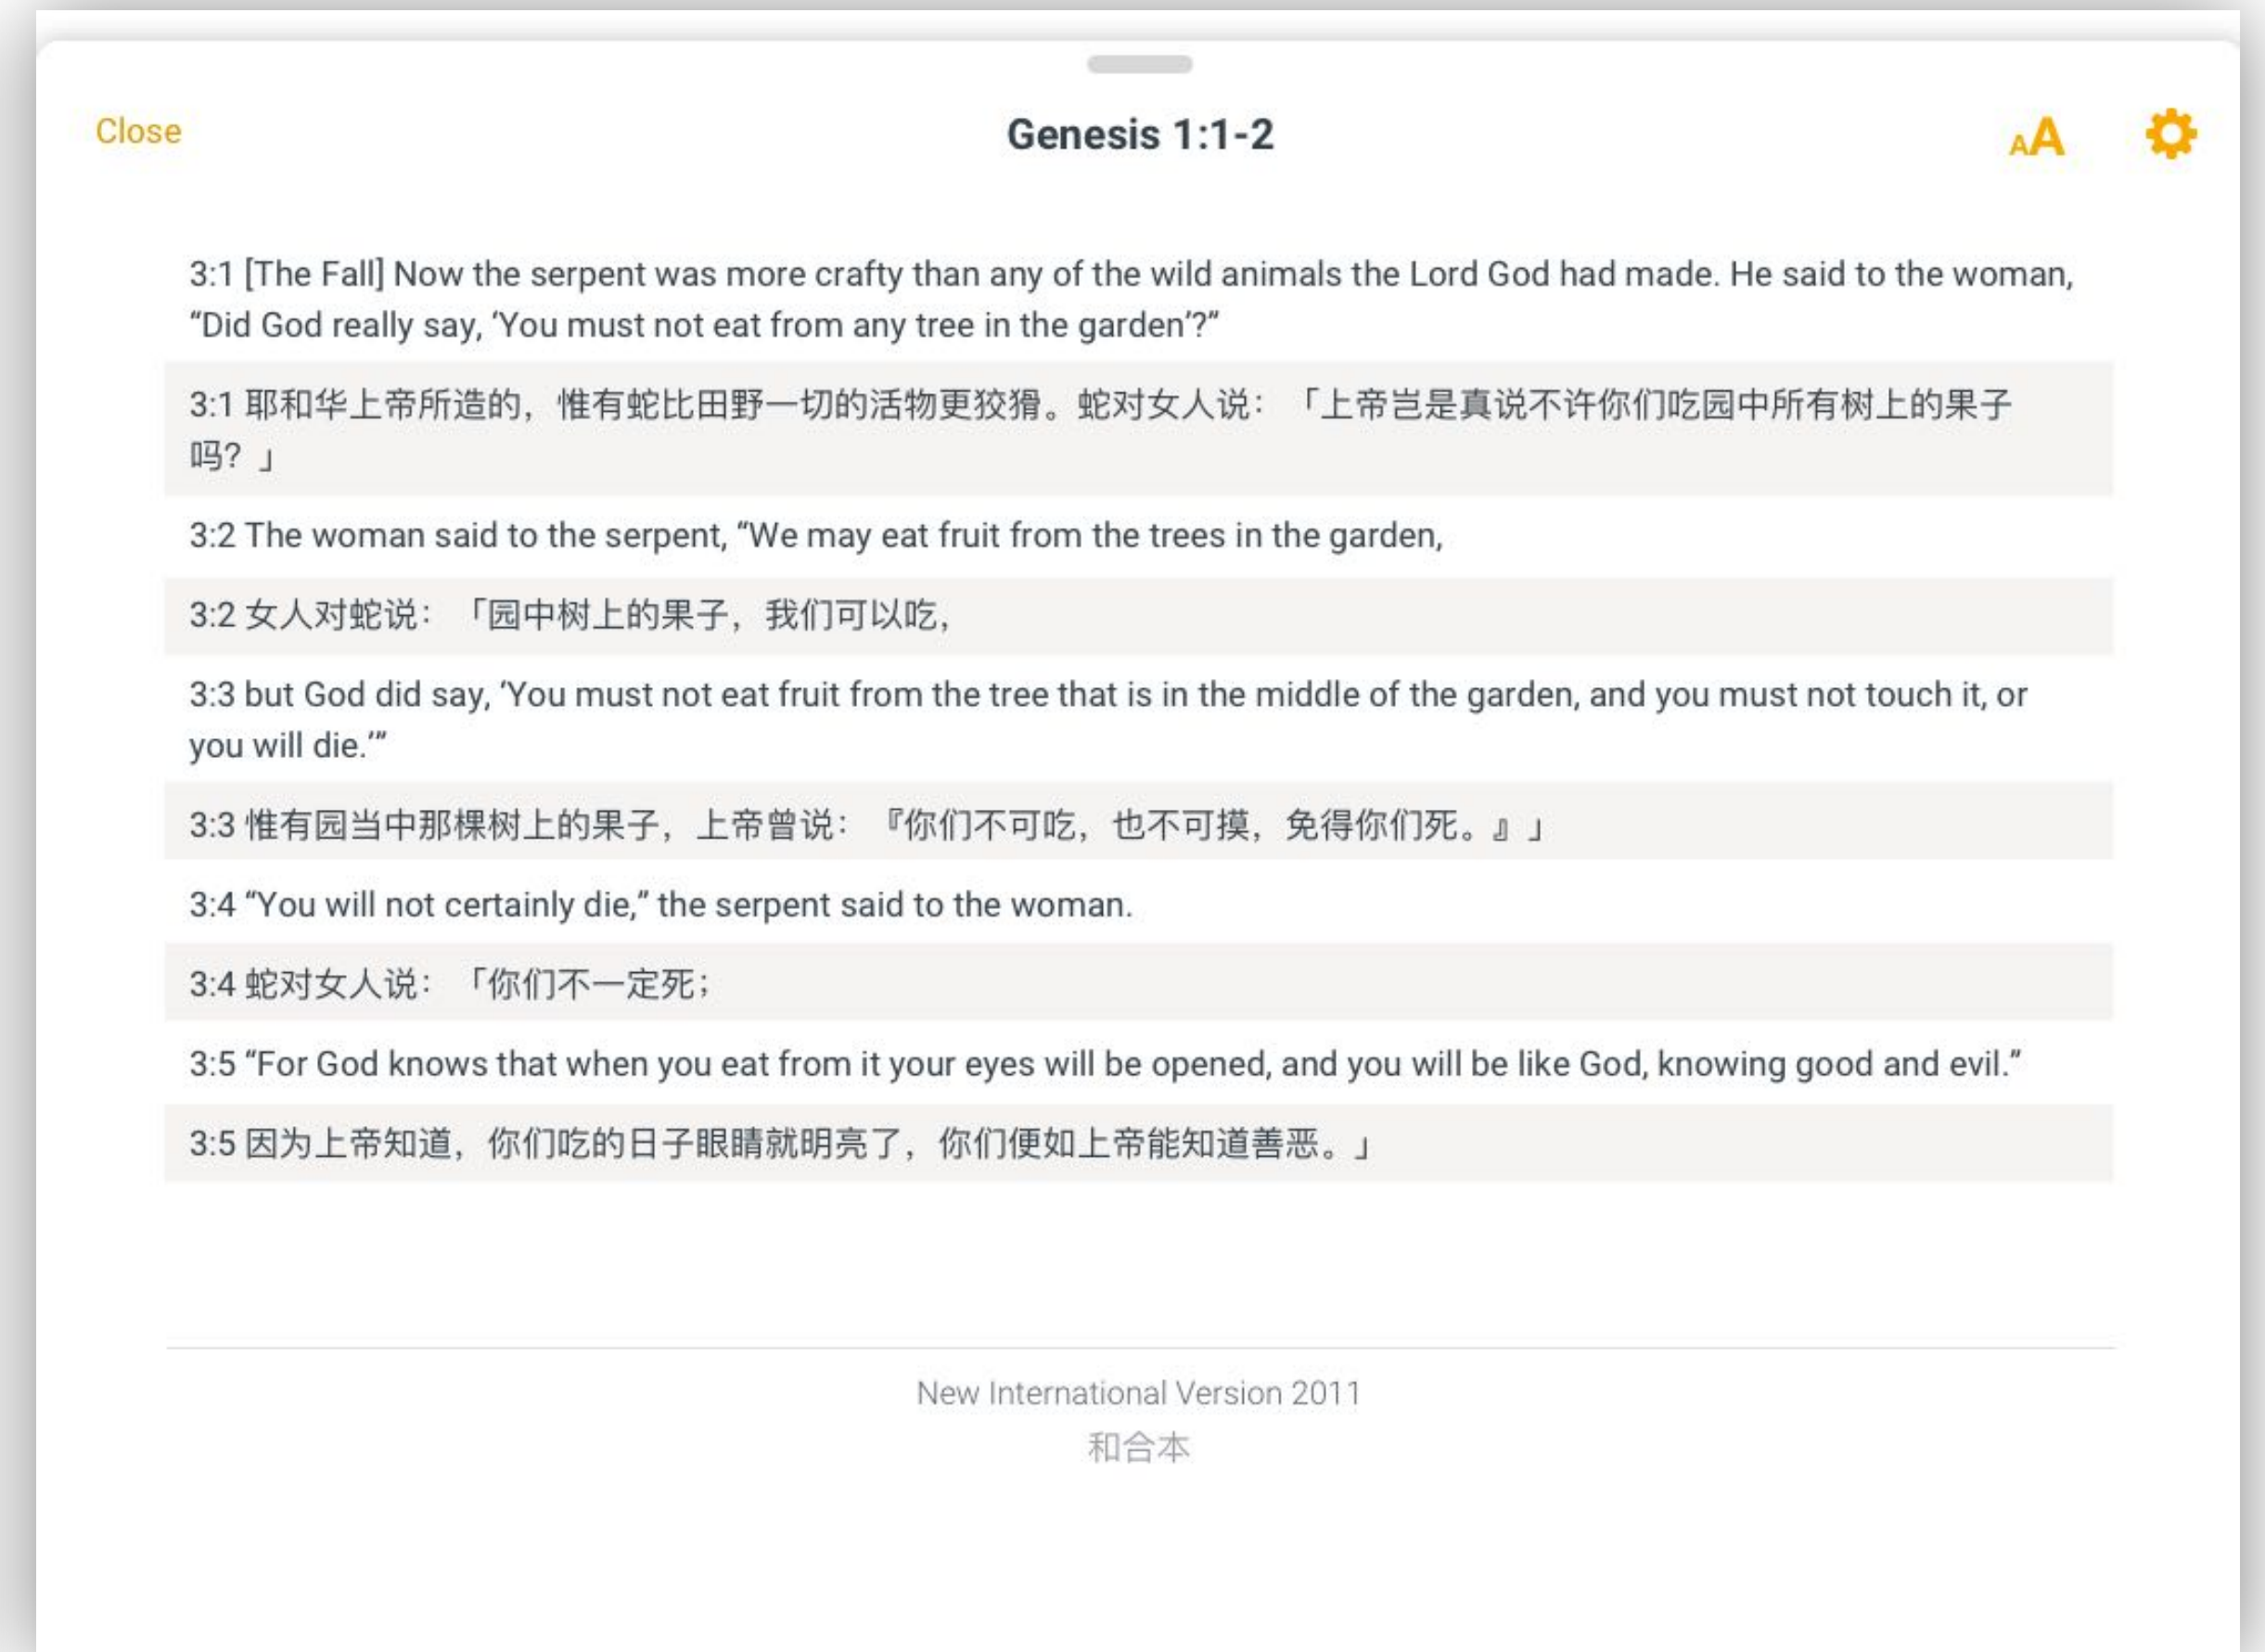 Close
Genesis 1:1-2
AA
3:1 [The Fall] Now the serpent was more crafty than any of the wild animals the Lord God had made. He said to the woman,
“Did God really say, ‘You must not eat from any tree in the garden’?”
3:1 耶和华上帝所造的，惟有蛇比田野一切的活物更狡猾。蛇对女人说：「上帝岂是真说不许你们吃园中所有树上的果子
吗？」
3:2 The woman said to the serpent, “We may eat fruit from the trees in the garden,
3:2 女人对蛇说：「园中树上的果子，我们可以吃，
3:3 but God did say, ‘You must not eat fruit from the tree that is in the middle of the garden, and you must not touch it, or
you will die.’”
3:3 惟有园当中那棵树上的果子，上帝曾说：『你们不可吃，也不可摸，免得你们死。』」
3:4 “You will not certainly die,” the serpent said to the woman.
3:4 蛇对女人说：「你们不一定死；
3:5 “For God knows that when you eat from it your eyes will be opened, and you will be like God, knowing good and evil.”
3:5 因为上帝知道，你们吃的日子眼睛就明亮了，你们便如上帝能知道善恶。」
New International Version 2011
和合本